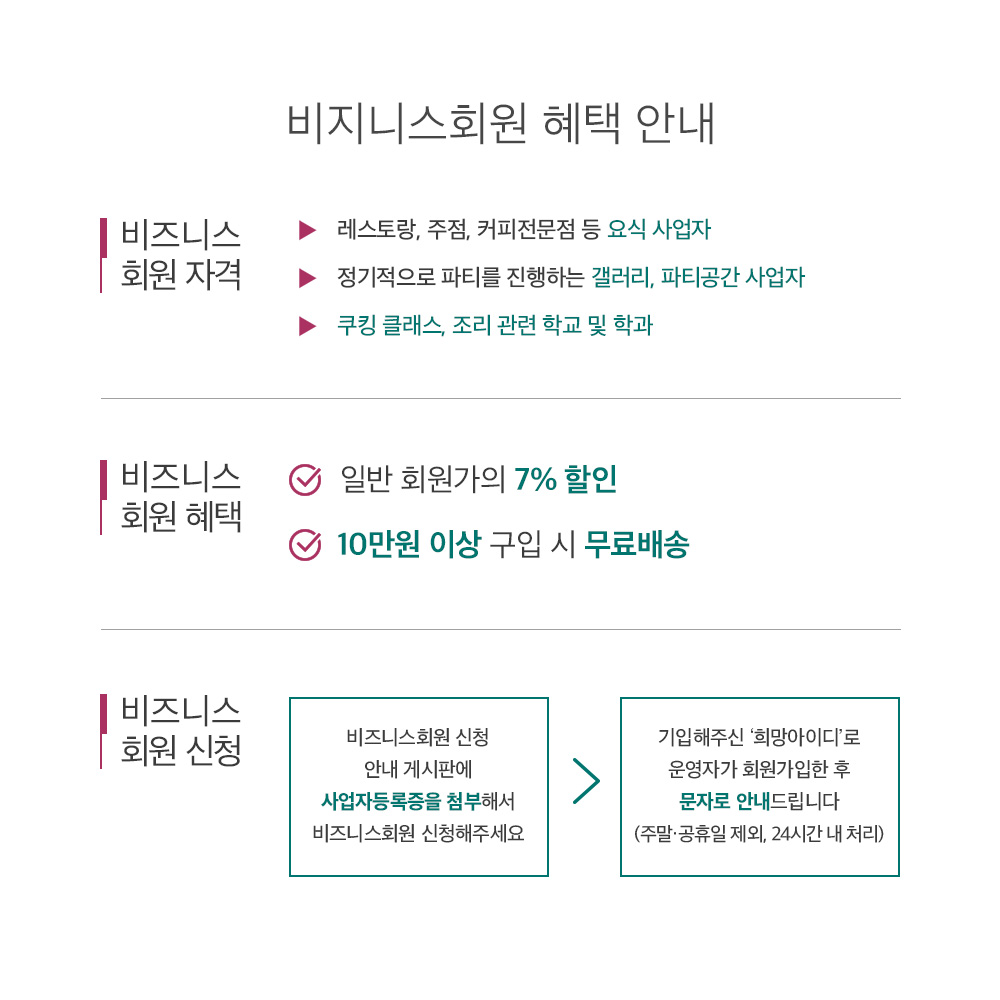 비지니스회원 혜택 안내
비즈니스
회원 자격
▶ 레스토랑, 주점, 커피전문점 등 요식 사업자
▶ 정기적으로 파티를 진행하는 갤러리, 파티공간 사업자
▶ 쿠킹 클래스, 조리 관련 학교 및 학과
비즈니스
회원 혜택
일반 회원가의 7% 할인
10만원 이상 구입 시 무료배송
비즈니스
회원 신청
비즈니스회원 신청
안내 게시판에
사업자등록증을 첨부해서
비즈니스회원 신청해주세요
기입해주신 ‘희망아이디’로
운영자가 회원가입한 후
문자로 안내드립니다
(주말·공휴일 제외, 24시간 내 처리)